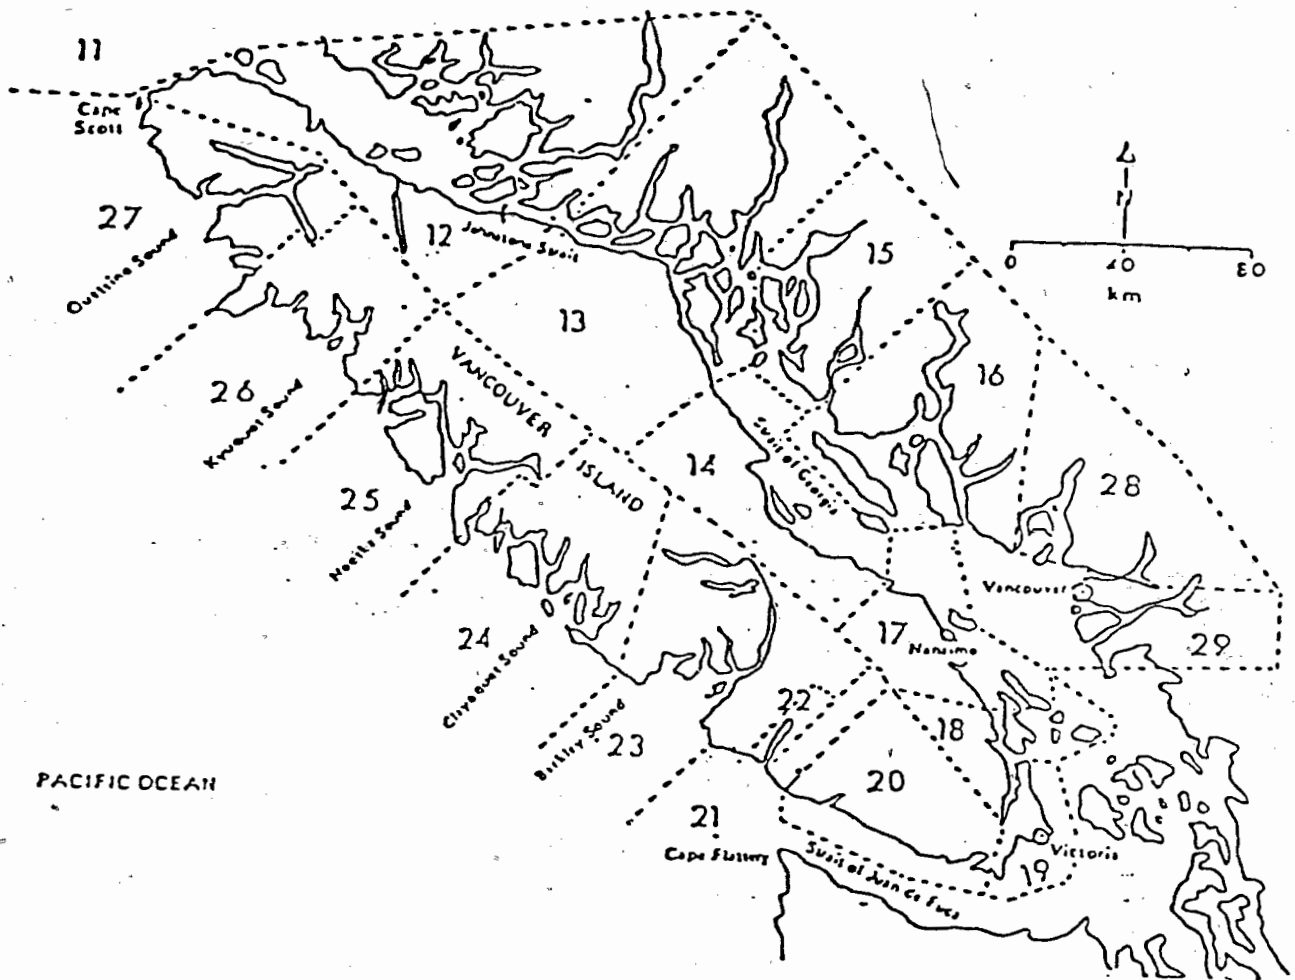 11
Cape
Scott
27
Quatsino Sound
12
Johnstone Strait
15
0
40
80
km
N
13
26
Kyuquot Sound
VANCOUVER
ISLAND
16
14
Strait of Georgia
28
25
Nootka Sound
Vancouver
24
Clayoquot Sound
17
Nanaimo
29
22
18
Barkley Sound
23
20
PACIFIC OCEAN
21
Cape Flattery
Strait of Juan de Fuca
19
Victoria